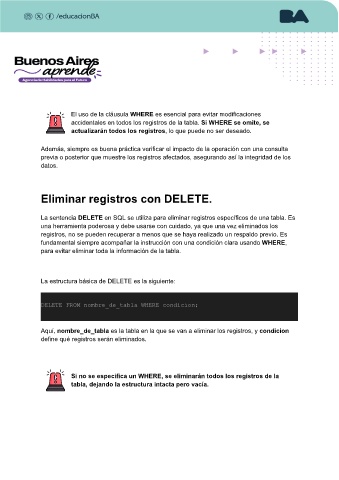 /educacionBA
BA
Buenos Aires
aprende
Agencia de Habilidades para el Futuro
El uso de la cláusula WHERE es esencial para evitar modificaciones
accidentales en todos los registros de la tabla. Si WHERE se omite, se
actualizarán todos los registros, lo que puede no ser deseado.
Además, siempre es buena práctica verificar el impacto de la operación con una consulta
previa o posterior que muestre los registros afectados, asegurando así la integridad de los
datos.
Eliminar registros con DELETE.
La sentencia DELETE en SQL se utiliza para eliminar registros específicos de una tabla. Es
una herramienta poderosa y debe usarse con cuidado, ya que una vez eliminados los
registros, no se pueden recuperar a menos que se haya realizado un respaldo previo. Es
fundamental siempre acompañar la instrucción con una condición clara usando WHERE,
para evitar eliminar toda la información de la tabla.
La estructura básica de DELETE es la siguiente:
DELETE FROM nombre_de_tabla WHERE condicion;
Aquí, nombre_de_tabla es la tabla en la que se van a eliminar los registros, y condicion
define qué registros serán eliminados.
Si no se especifica un WHERE, se eliminarán todos los registros de la
tabla, dejando la estructura intacta pero vacía.